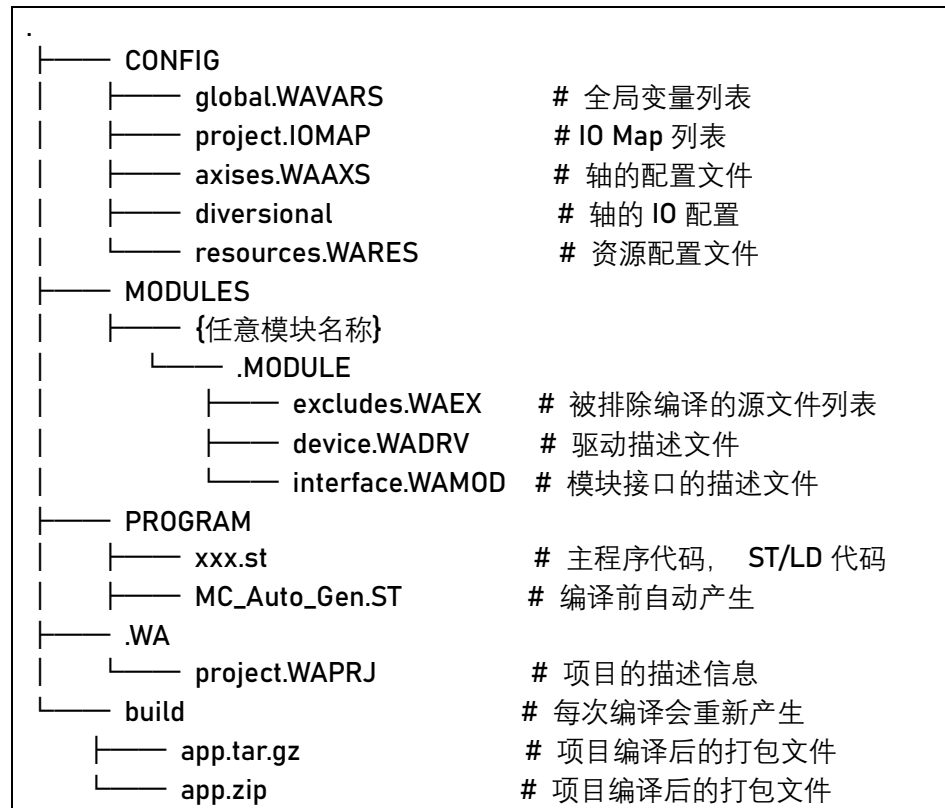 .
├─── CONFIG
│    ├─── global.WAVARS    # 全局变量列表
│    ├─── project.IOMAP    # IO Map 列表
│    ├─── axises.WAAXS    # 轴的配置文件
│    ├─── diversional    # 轴的 IO 配置
│    └─── resources.WARES    # 资源配置文件
├─── MODULES
│    ├─── {任意模块名称}
│      └─── .MODULE
│         ├─── excludes.WAEX    # 被排除编译的源文件列表
│         ├─── device.WADRV    # 驱动描述文件
│         └─── interface.WAMOD    # 模块接口的描述文件
├─── PROGRAM
│    ├─── xxx.st    # 主程序代码, ST/LD 代码
│    ├─── MC_Auto_Gen.ST    # 编译前自动产生
├─── .WA
│    └─── project.WAPRJ    # 项目的描述信息
└─── build    # 每次编译会重新产生
   ├─── app.tar.gz    # 项目编译后的打包文件
   └─── app.zip    # 项目编译后的打包文件